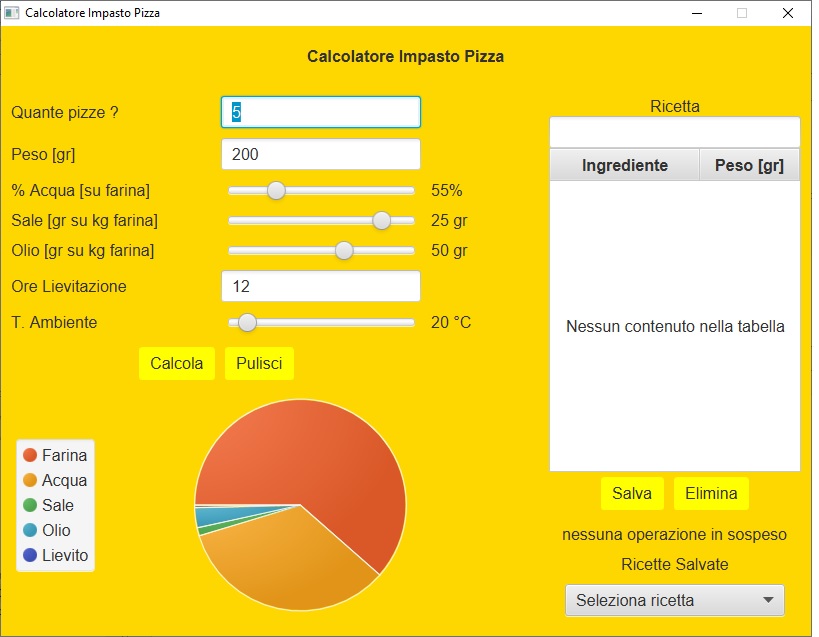 Calcolatore Impasto Pizza
Calcolatore Impasto Pizza
Quante pizze ? 5
Peso [gr] 200
% Acqua [su farina] 55%
Sale [gr su kg farina] 25 gr
Olio [gr su kg farina] 50 gr
Ore Lievitazione 12
T. Ambiente 20 °C
Calcola Pulisci
Farina
Acqua
Sale
Olio
Lievito
Ricetta
Ingrediente Peso [gr]
Nessun contenuto nella tabella
Salva Elimina
nessuna operazione in sospeso
Ricette Salvate
Seleziona ricetta